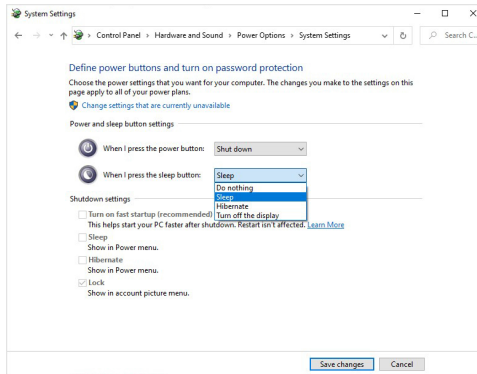 System Settings
Control Panel > Hardware and Sound > Power Options > System Settings
Search C...
Define power buttons and turn on password protection
Choose the power settings that you want for your computer. The changes you make to the settings on this
page apply to all of your power plans.
Change settings that are currently unavailable
Power and sleep button settings
When I press the power button: Shut down
When I press the sleep button: Sleep
Do nothing
Sleep
Hibernate
Turn off the display
Shutdown settings
Turn on fast startup (recommended)
This helps start your PC faster after shutdown. Restart isn't affected. Learn More
Sleep
Show in Power menu.
Hibernate
Show in Power menu.
Lock
Show in account picture menu.
Save changes Cancel